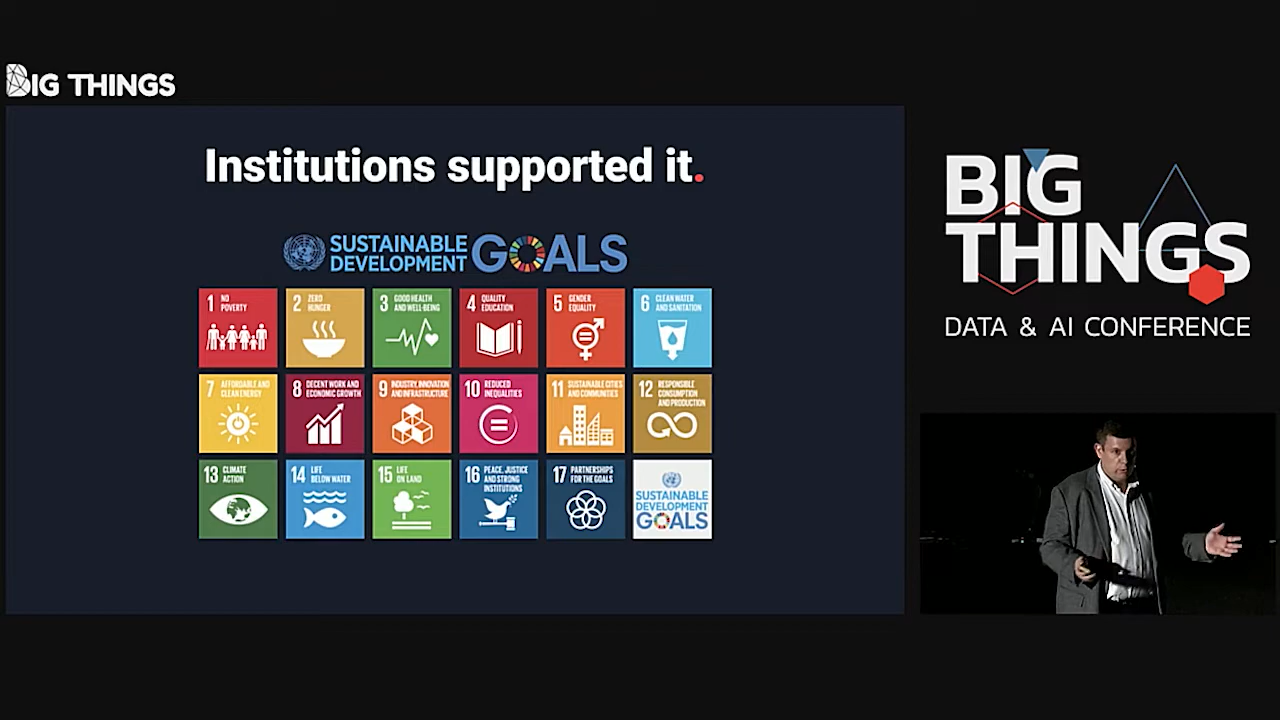 BIG THINGS
Institutions supported it.
SUSTAINABLE
DEVELOPMENT
GOALS
1 NO
POVERTY
2 ZERO
HUNGER
3 GOOD HEALTH
AND WELL-BEING
4 QUALITY
EDUCATION
5 GENDER
EQUALITY
6 CLEAN WATER
AND SANITATION
7 AFFORDABLE AND
CLEAN ENERGY
8 DECENT WORK AND
ECONOMIC GROWTH
9 INDUSTRY, INNOVATION
AND INFRASTRUCTURE
10 REDUCED
INEQUALITIES
11 SUSTAINABLE CITIES
AND COMMUNITIES
12 RESPONSIBLE
CONSUMPTION
AND PRODUCTION
13 CLIMATE
ACTION
14 LIFE
BELOW WATER
15 LIFE
ON LAND
16 PEACE, JUSTICE
AND STRONG
INSTITUTIONS
17 PARTNERSHIPS
FOR THE GOALS
SUSTAINABLE
DEVELOPMENT
GOALS
BIG
THINGS
DATA & AI CONFERENCE